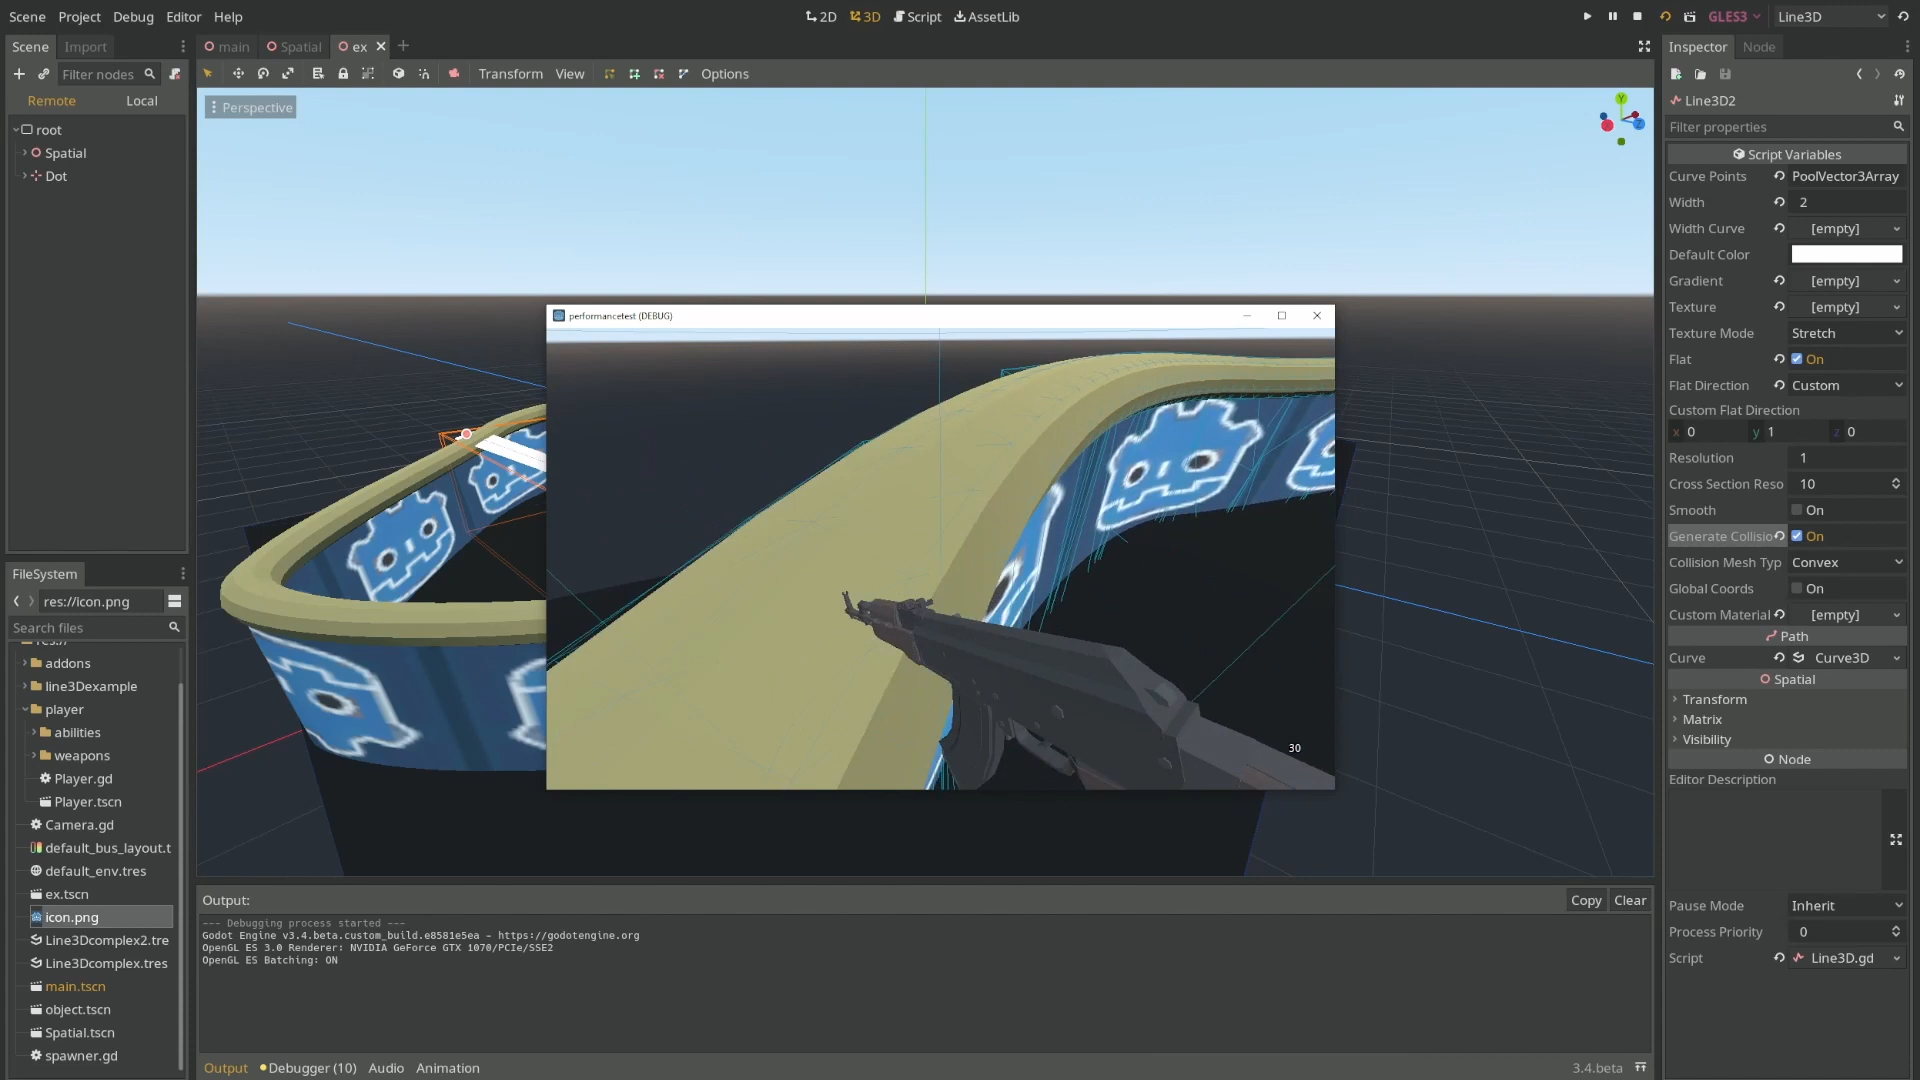 Scene Project Debug Editor Help
2D 3D Script AssetLib
GLES3 Line3D
Scene Import
main Spatial ex
Inspector Node
Filter nodes
Transform View Options
Remote Local
Perspective
Y
Z
Line3D2
Filter properties
root
Spatial
Dot
Script Variables
Curve Points PoolVector3Array
Width 2
Width Curve [empty]
Default Color
Gradient [empty]
Texture [empty]
Texture Mode Stretch
Flat On
Flat Direction Custom
Custom Flat Direction
x 0 y 1 z 0
Resolution 1
Cross Section Reso 10
Smooth On
Generate Collisio On
Collision Mesh Typ Convex
Global Coords On
Custom Material [empty]
Path
Curve Curve3D
Spatial
Transform
Matrix
Visibility
Node
Editor Description
Pause Mode Inherit
Process Priority 0
Script Line3D.gd
performancetest (DEBUG)
30
FileSystem
res://icon.png
Search files
res://
addons
line3Dexample
player
abilities
weapons
Player.gd
Player.tscn
Camera.gd
default_bus_layout.t
default_env.tres
ex.tscn
icon.png
Line3Dcomplex2.tre
Line3Dcomplex.tres
main.tscn
object.tscn
Spatial.tscn
spawner.gd
Output: Copy Clear
--- Debugging process started ---
Godot Engine v3.4.beta.custom_build.e8581e5ea - https://godotengine.org
OpenGL ES 3.0 Renderer: NVIDIA GeForce GTX 1070/PCIe/SSE2
OpenGL ES Batching: ON
Output Debugger (10) Audio Animation
3.4.beta